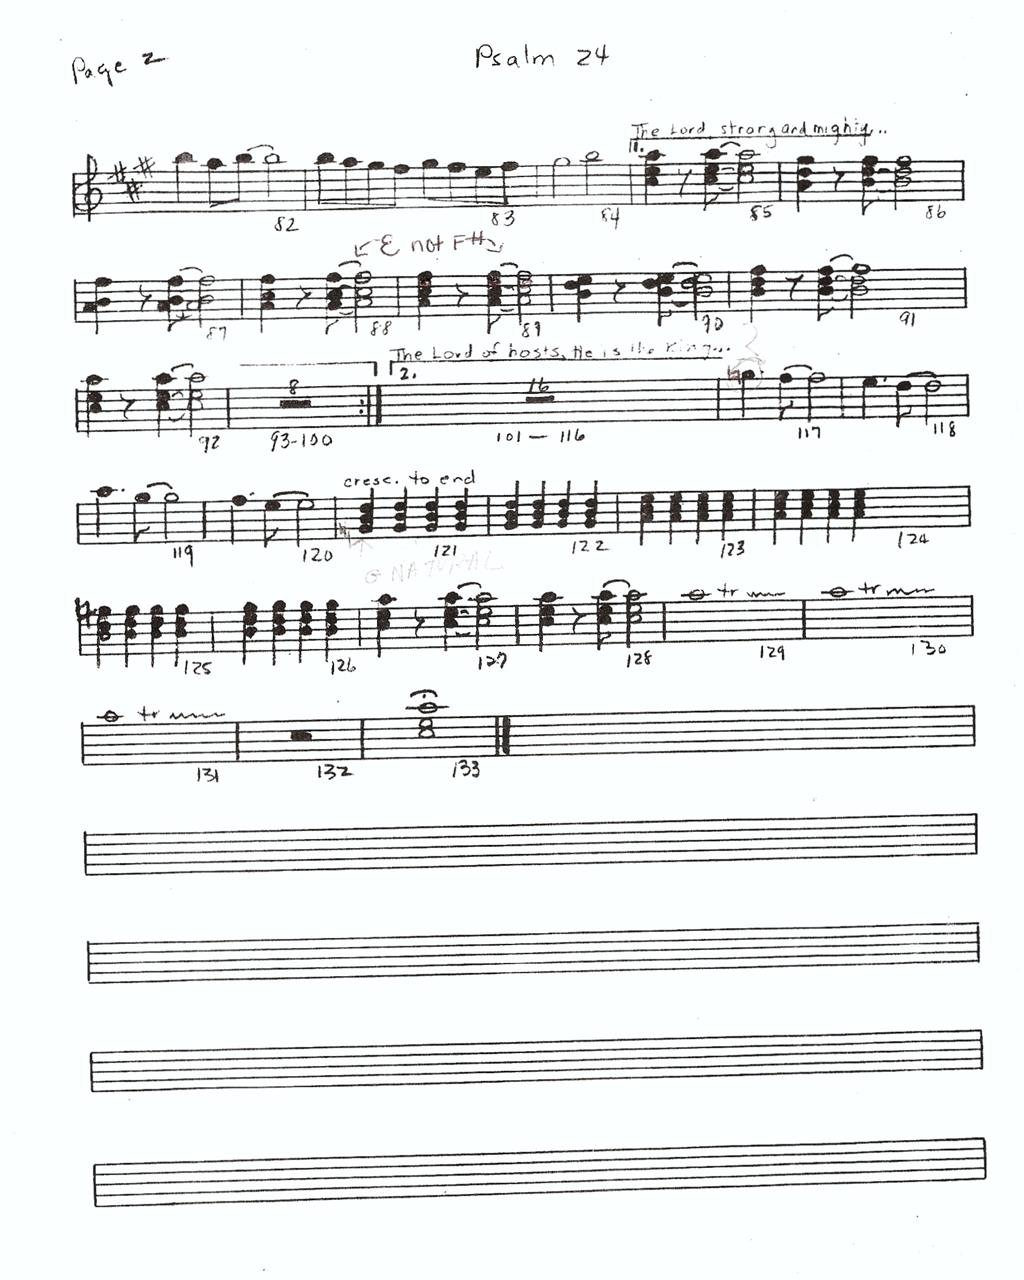 Page 2
Psalm 24
The Lord strong and mighty...
1.
82 83 84 85 86
E not F#
87 88 89 90 91
The Lord of hosts, He is the King...
8
2.
16
92 93-100 101 — 116 117 118
cresc. to end
119 120 121 122 123 124
G NATURAL
125 126 127 128 129 130
tr tr
tr
131 132 133